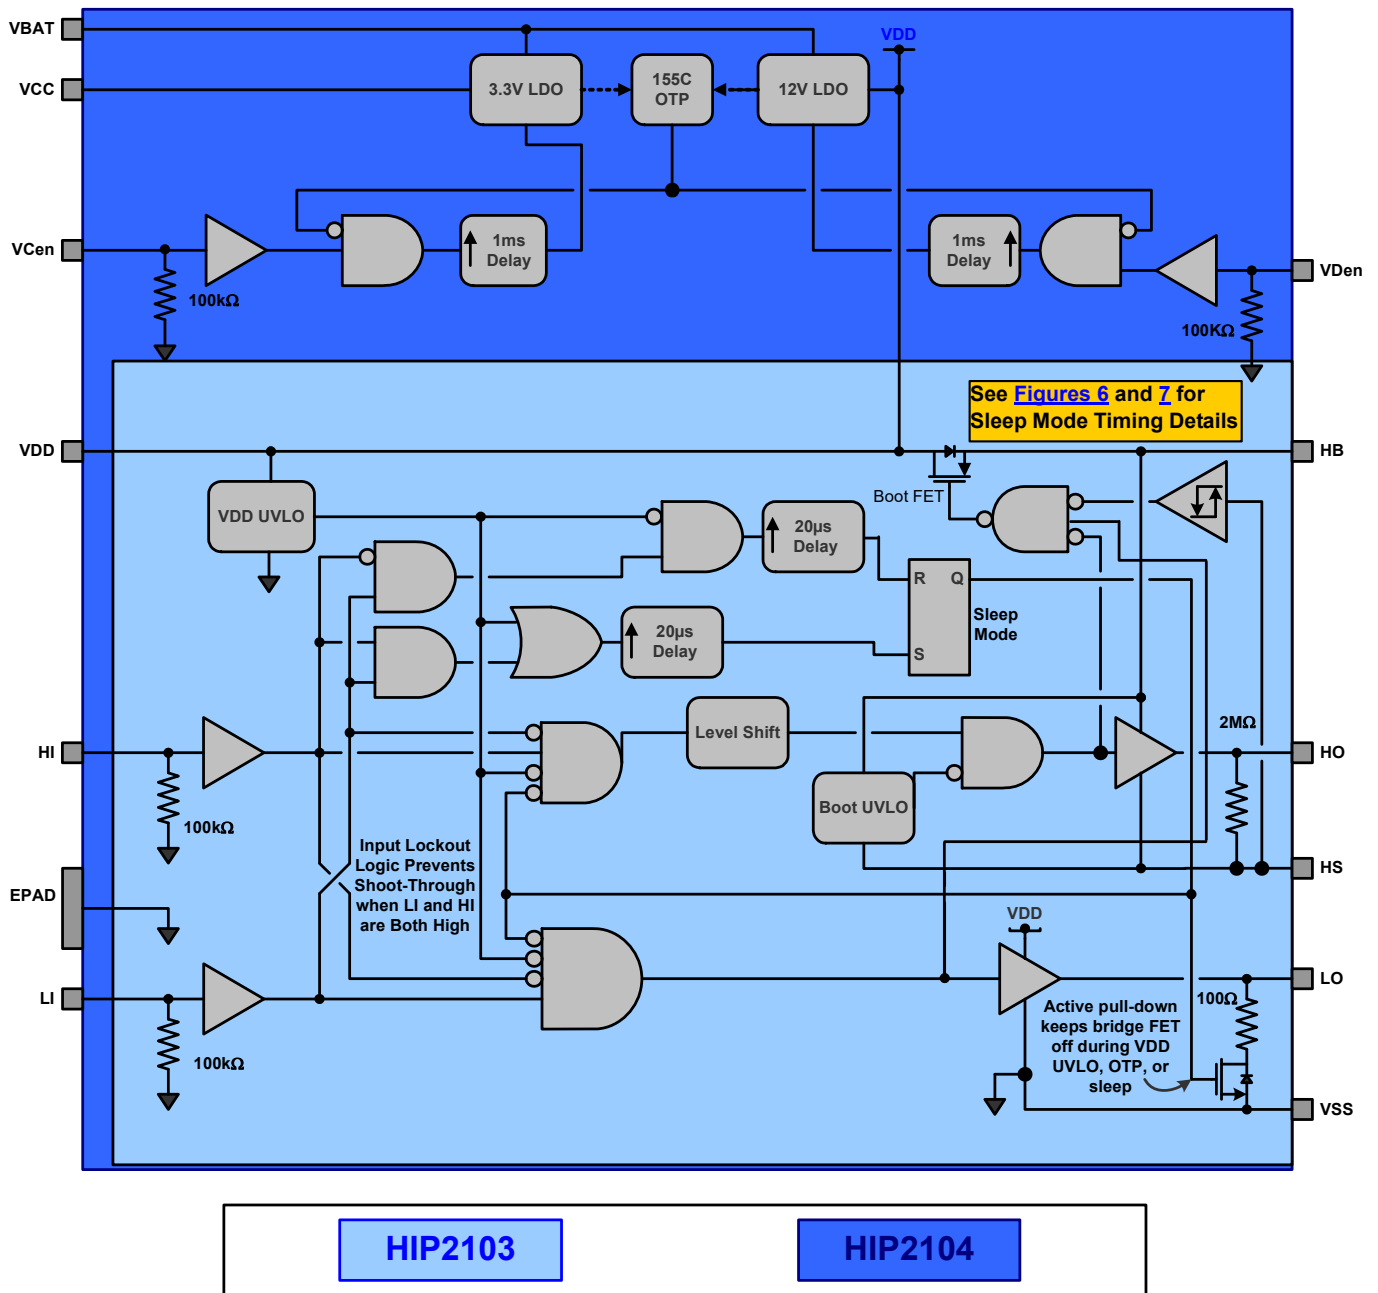 VBAT
VCC
3.3V LDO
155C
OTP
12V LDO
VDD
VCen
100kΩ
1ms
Delay
1ms
Delay
VDen
100KΩ
See Figures 6 and 7 for
Sleep Mode Timing Details
VDD
HB
VDD UVLO
Boot FET
20µs
Delay
R
Q
S
Sleep
Mode
20µs
Delay
HI
100kΩ
Level Shift
Boot UVLO
2MΩ
HO
HS
Input Lockout
Logic Prevents
Shoot-Through
when LI and HI
are Both High
EPAD
LI
100kΩ
VDD
LO
100Ω
Active pull-down
keeps bridge FET
off during VDD
UVLO, OTP, or
sleep
VSS
HIP2103
HIP2104